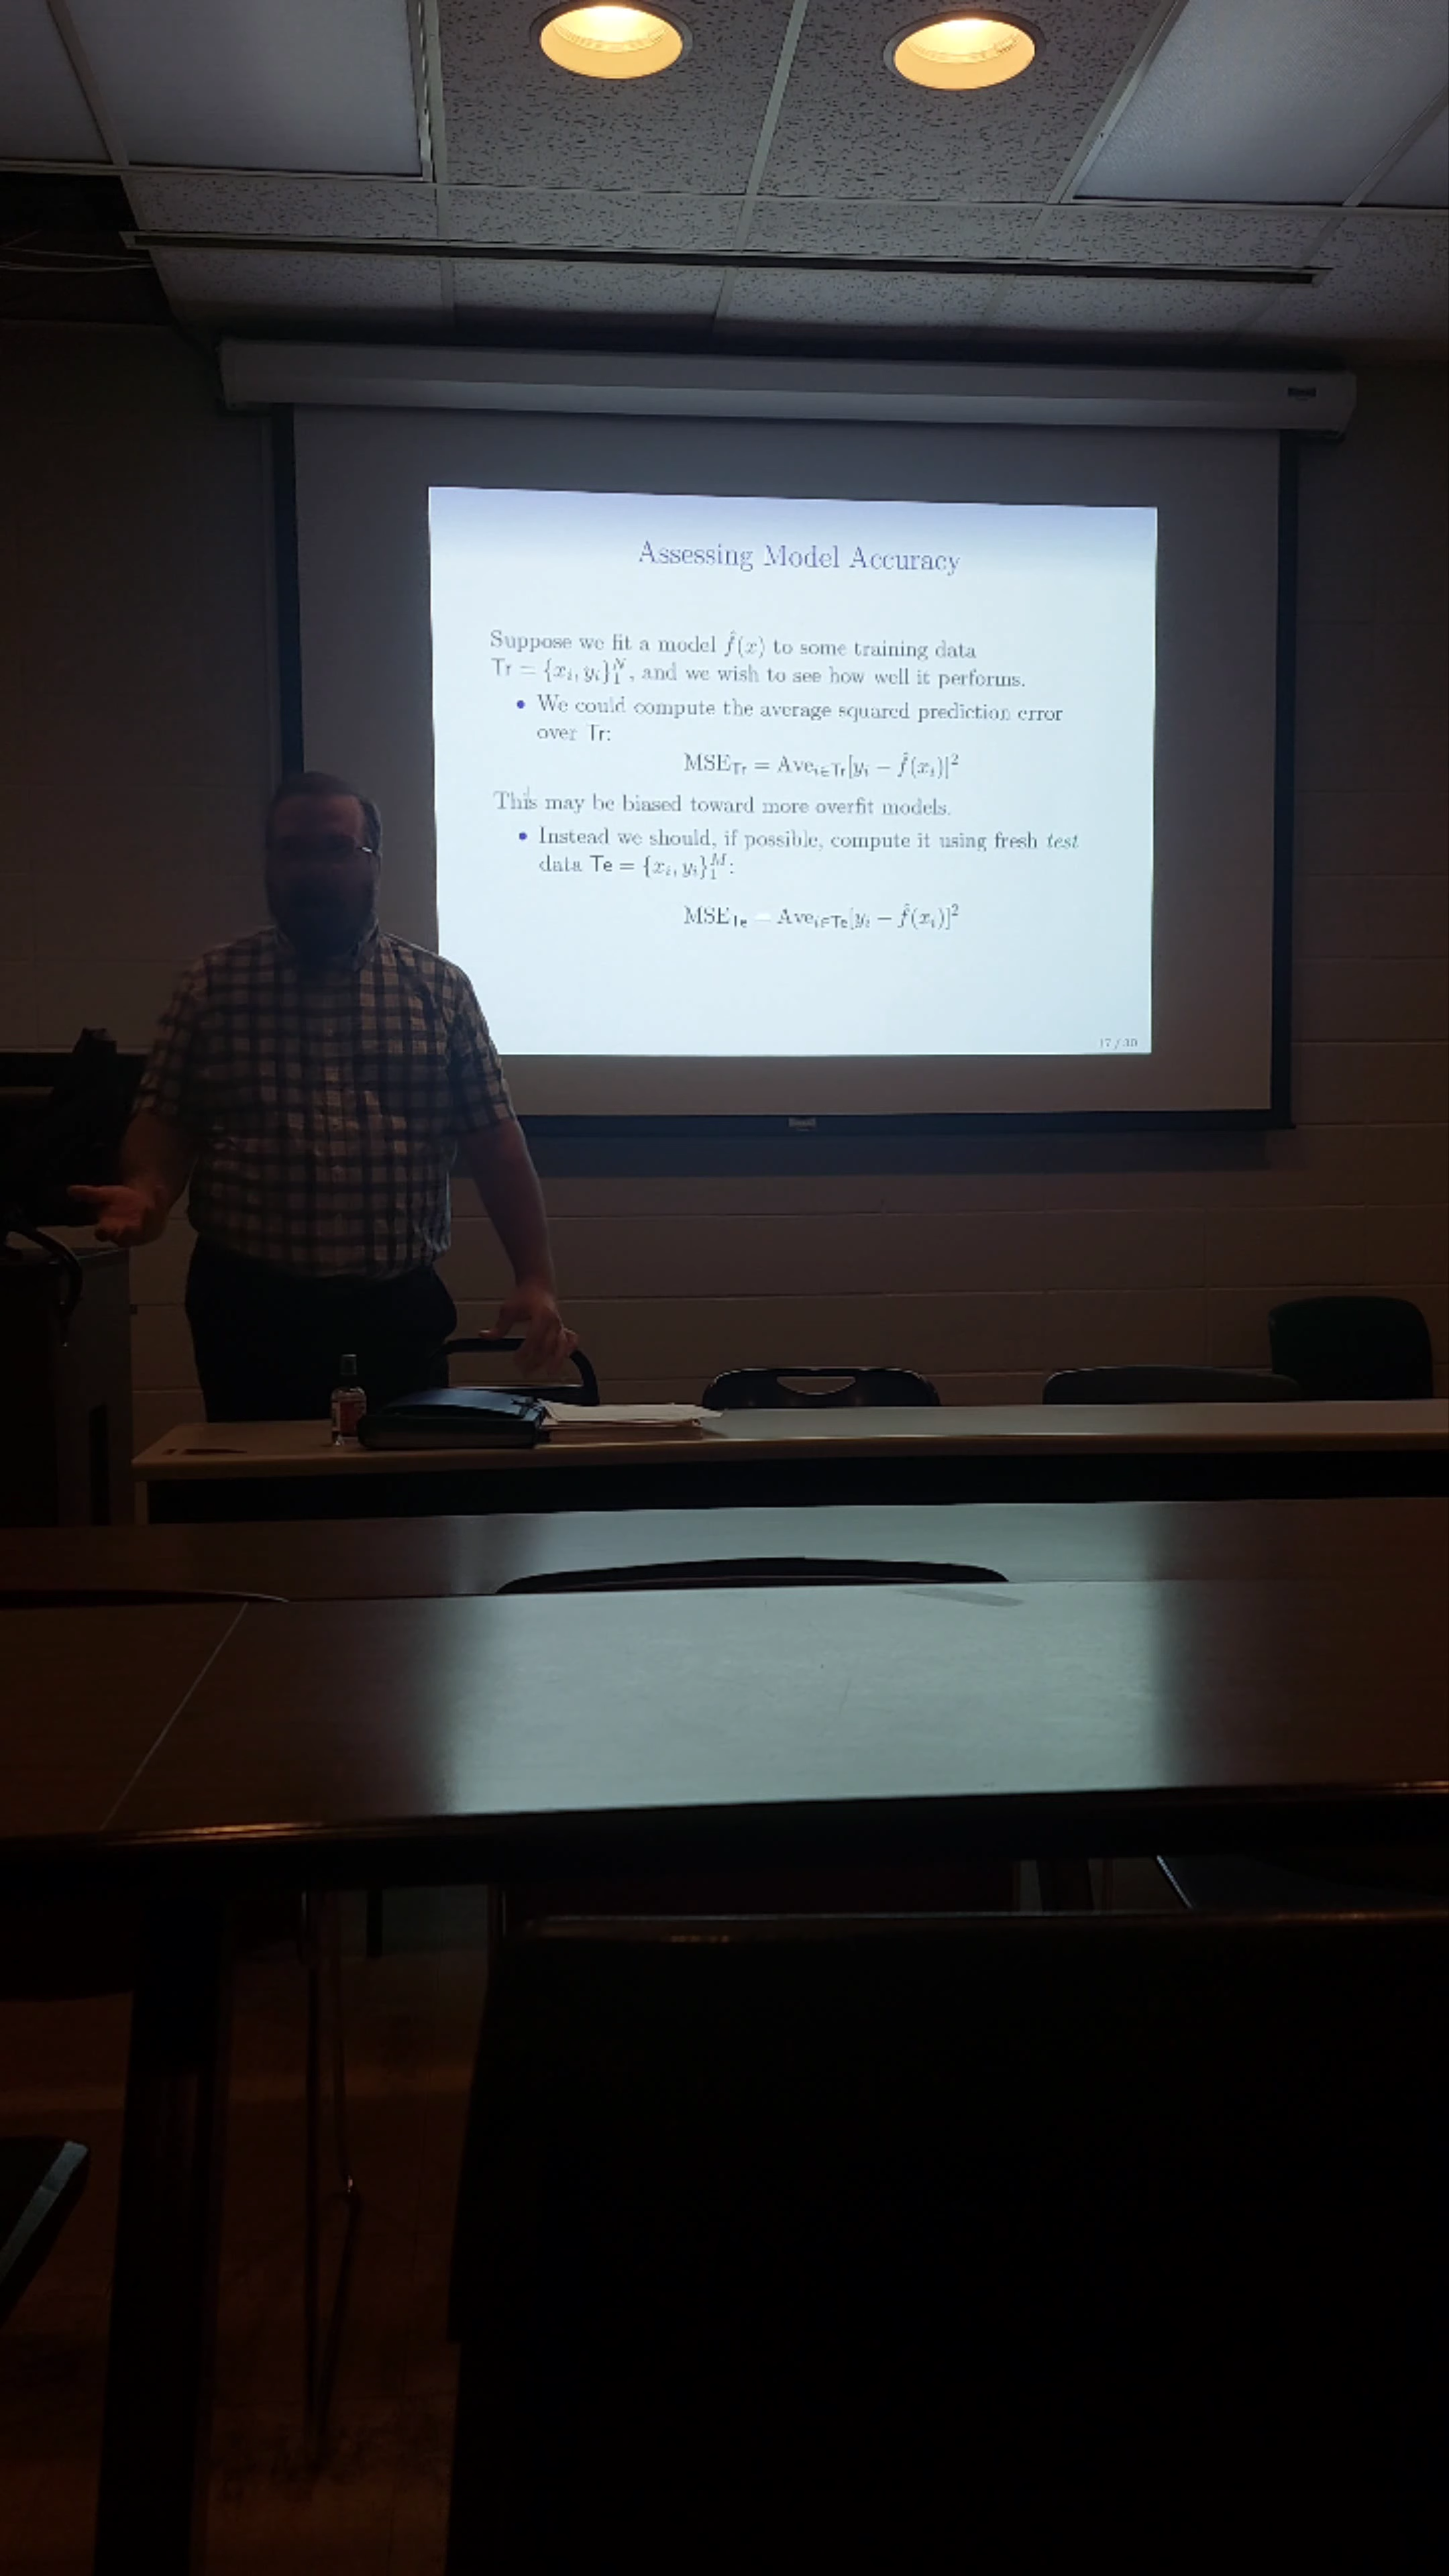 Assessing Model Accuracy
Suppose we fit a model f̂(x) to some training data
Tr = {xᵢ, yᵢ}₁ᴺ, and we wish to see how well it performs.
• We could compute the average squared prediction error
over Tr:
MSE_Tr = Ave_{i∈Tr}[yᵢ − f̂(xᵢ)]²
This may be biased toward more overfit models.
• Instead we should, if possible, compute it using fresh test
data Te = {xᵢ, yᵢ}₁ᴹ:
MSE_Te = Ave_{i∈Te}[yᵢ − f̂(xᵢ)]²
17 / 30